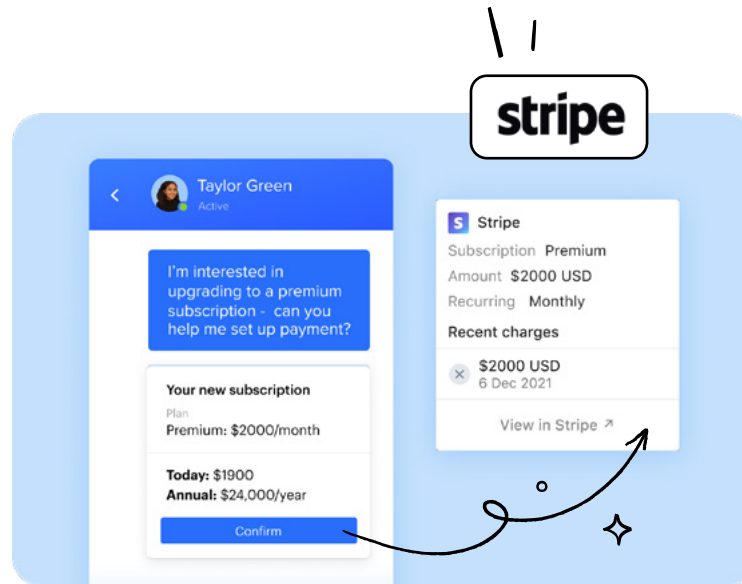 stripe
Taylor Green
Active
I'm interested in
upgrading to a premium
subscription - can you
help me set up payment?
Your new subscription
Plan
Premium: $2000/month
Today: $1900
Annual: $24,000/year
Confirm
S Stripe
Subscription Premium
Amount $2000 USD
Recurring Monthly
Recent charges
$2000 USD
6 Dec 2021
View in Stripe ↗